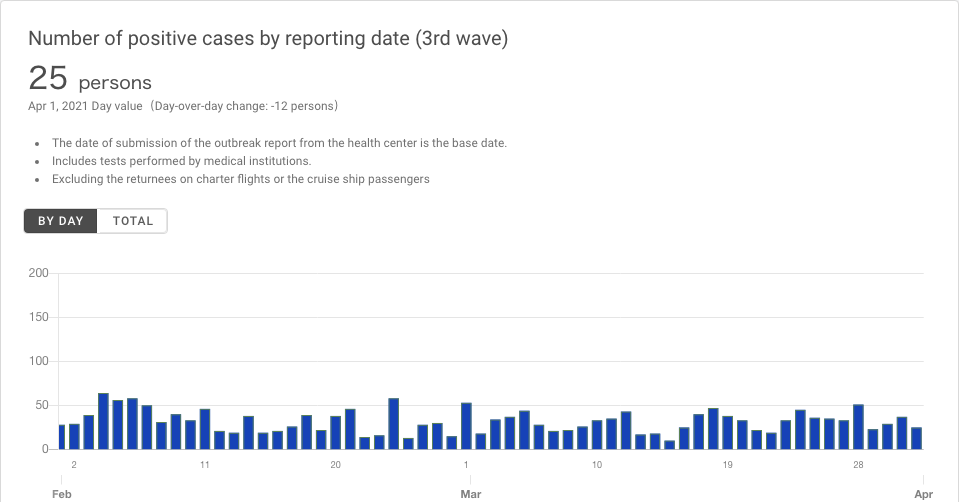 Number of positive cases by reporting date (3rd wave)
25 persons
Apr 1, 2021 Day value（Day-over-day change: -12 persons）
• The date of submission of the outbreak report from the health center is the base date.
• Includes tests performed by medical institutions.
• Excluding the returnees on charter flights or the cruise ship passengers
BY DAY TOTAL
200
150
100
50
0
2 11 20 1 10 19 28
Feb Mar Apr